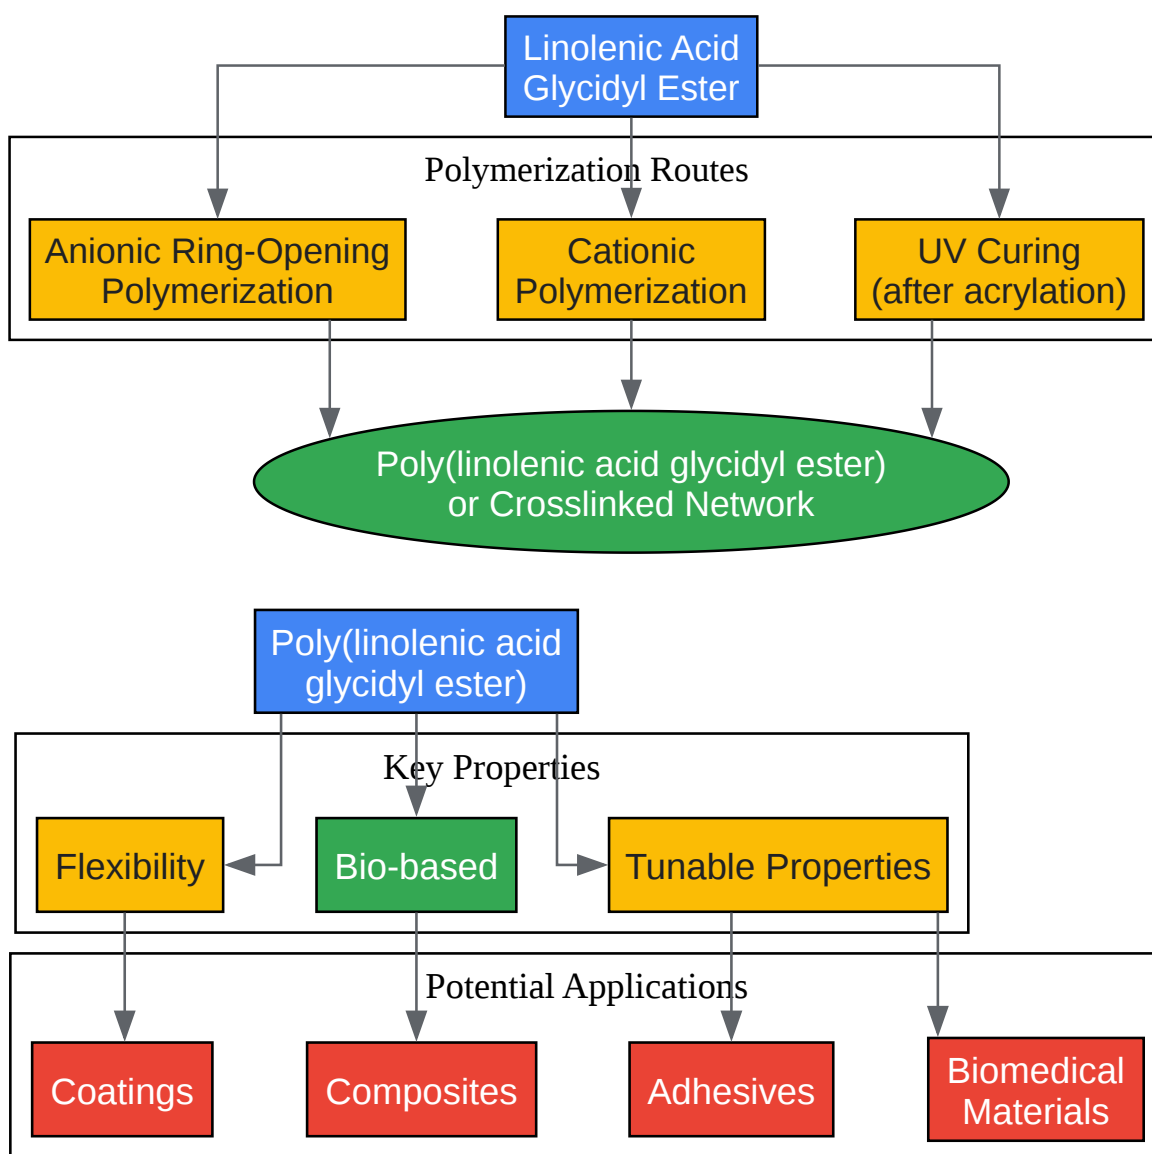 Linolenic Acid
Glycidyl Ester
Polymerization Routes
Anionic Ring-Opening
Polymerization
Cationic
Polymerization
UV Curing
(after acrylation)
Poly(linolenic acid glycidyl ester)
or Crosslinked Network
Poly(linolenic acid
glycidyl ester)
Key Properties
Flexibility
Bio-based
Tunable Properties
Potential Applications
Coatings
Composites
Adhesives
Biomedical
Materials